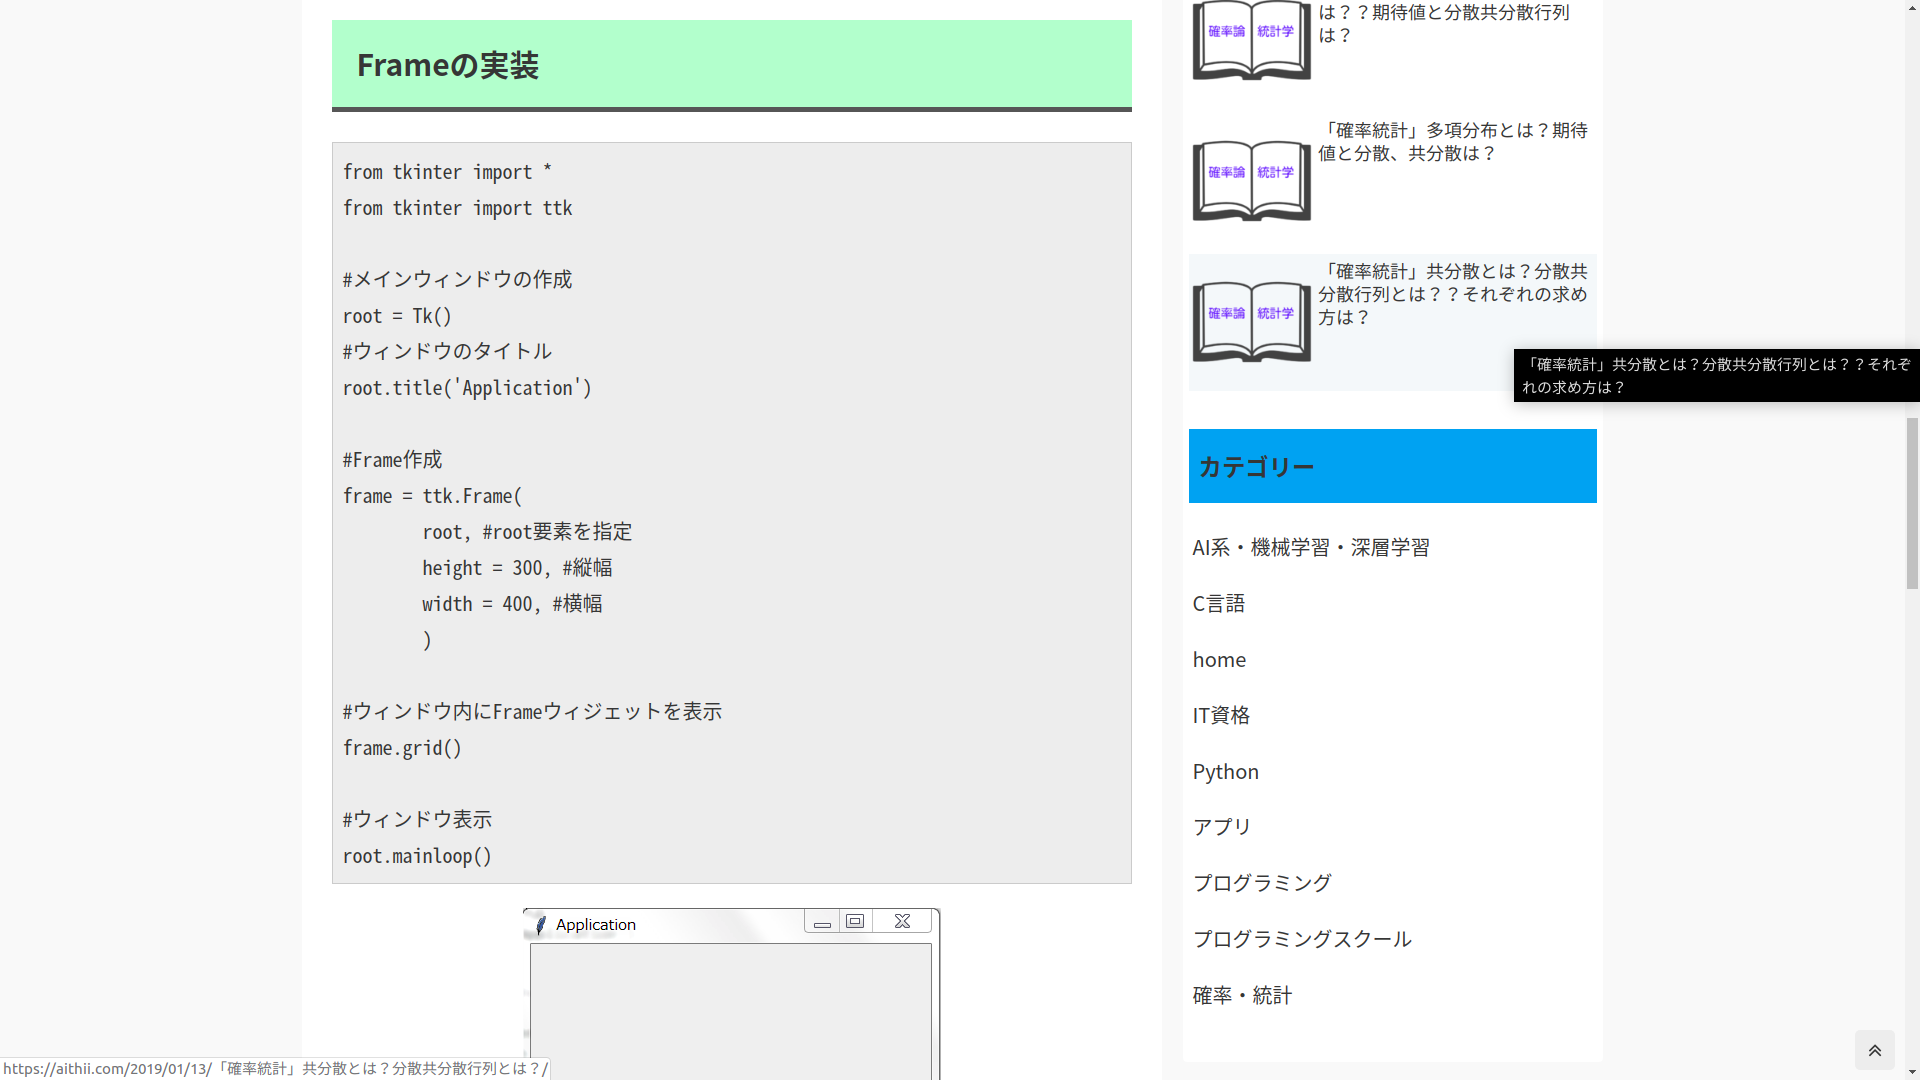 Frameの実装
from tkinter import *
from tkinter import ttk
#メインウィンドウの作成
root = Tk()
#ウィンドウのタイトル
root.title('Application')
#Frame作成
frame = ttk.Frame(
root, #root要素を指定
height = 300, #縦幅
width = 400, #横幅
)
#ウィンドウ内にFrameウィジェットを表示
frame.grid()
#ウィンドウ表示
root.mainloop()
Application
確率論 統計学
は？？期待値と分散共分散行列
は？
確率論 統計学
「確率統計」多項分布とは？期待
値と分散、共分散は？
確率論 統計学
「確率統計」共分散とは？分散共
分散行列とは？？それぞれの求め
方は？
「確率統計」共分散とは？分散共分散行列とは？？それぞ
れの求め方は？
カテゴリー
AI系・機械学習・深層学習
C言語
home
IT資格
Python
アプリ
プログラミング
プログラミングスクール
確率・統計
https://aithii.com/2019/01/13/「確率統計」共分散とは？分散共分散行列とは？/